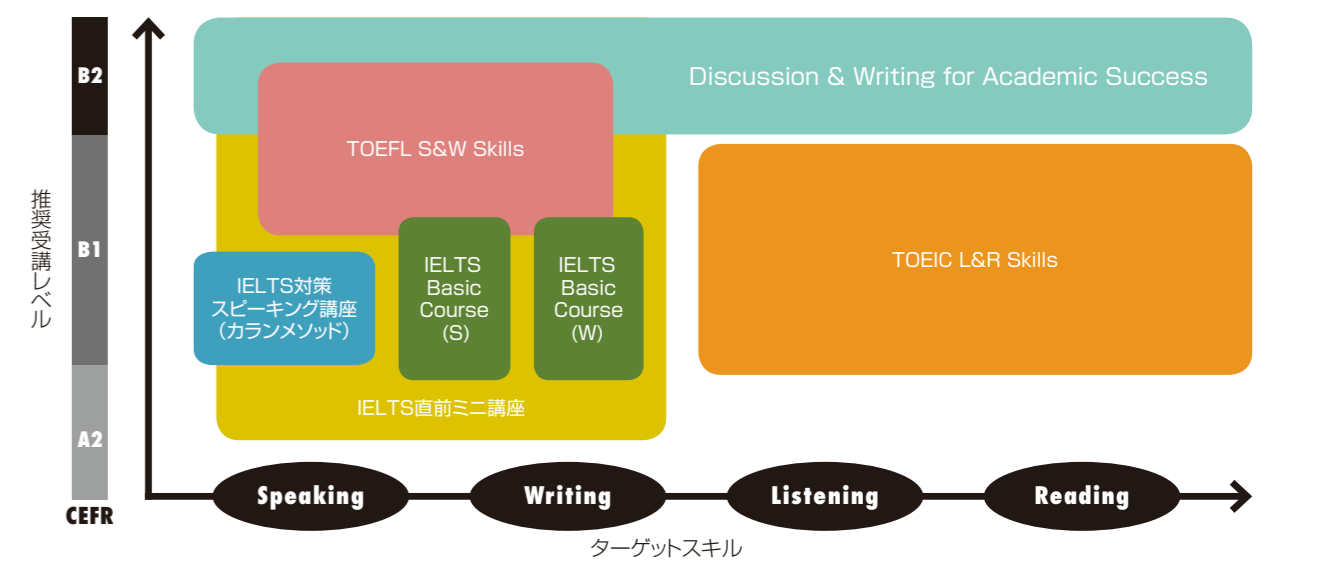 B2
Discussion & Writing for Academic Success
TOEFL S&W Skills
推奨受講レベル
B1
IELTS対策
スピーキング講座
（カランメソッド）
IELTS
Basic
Course
(S)
IELTS
Basic
Course
(W)
TOEIC L&R Skills
IELTS直前ミニ講座
A2
CEFR
Speaking
Writing
Listening
Reading
ターゲットスキル